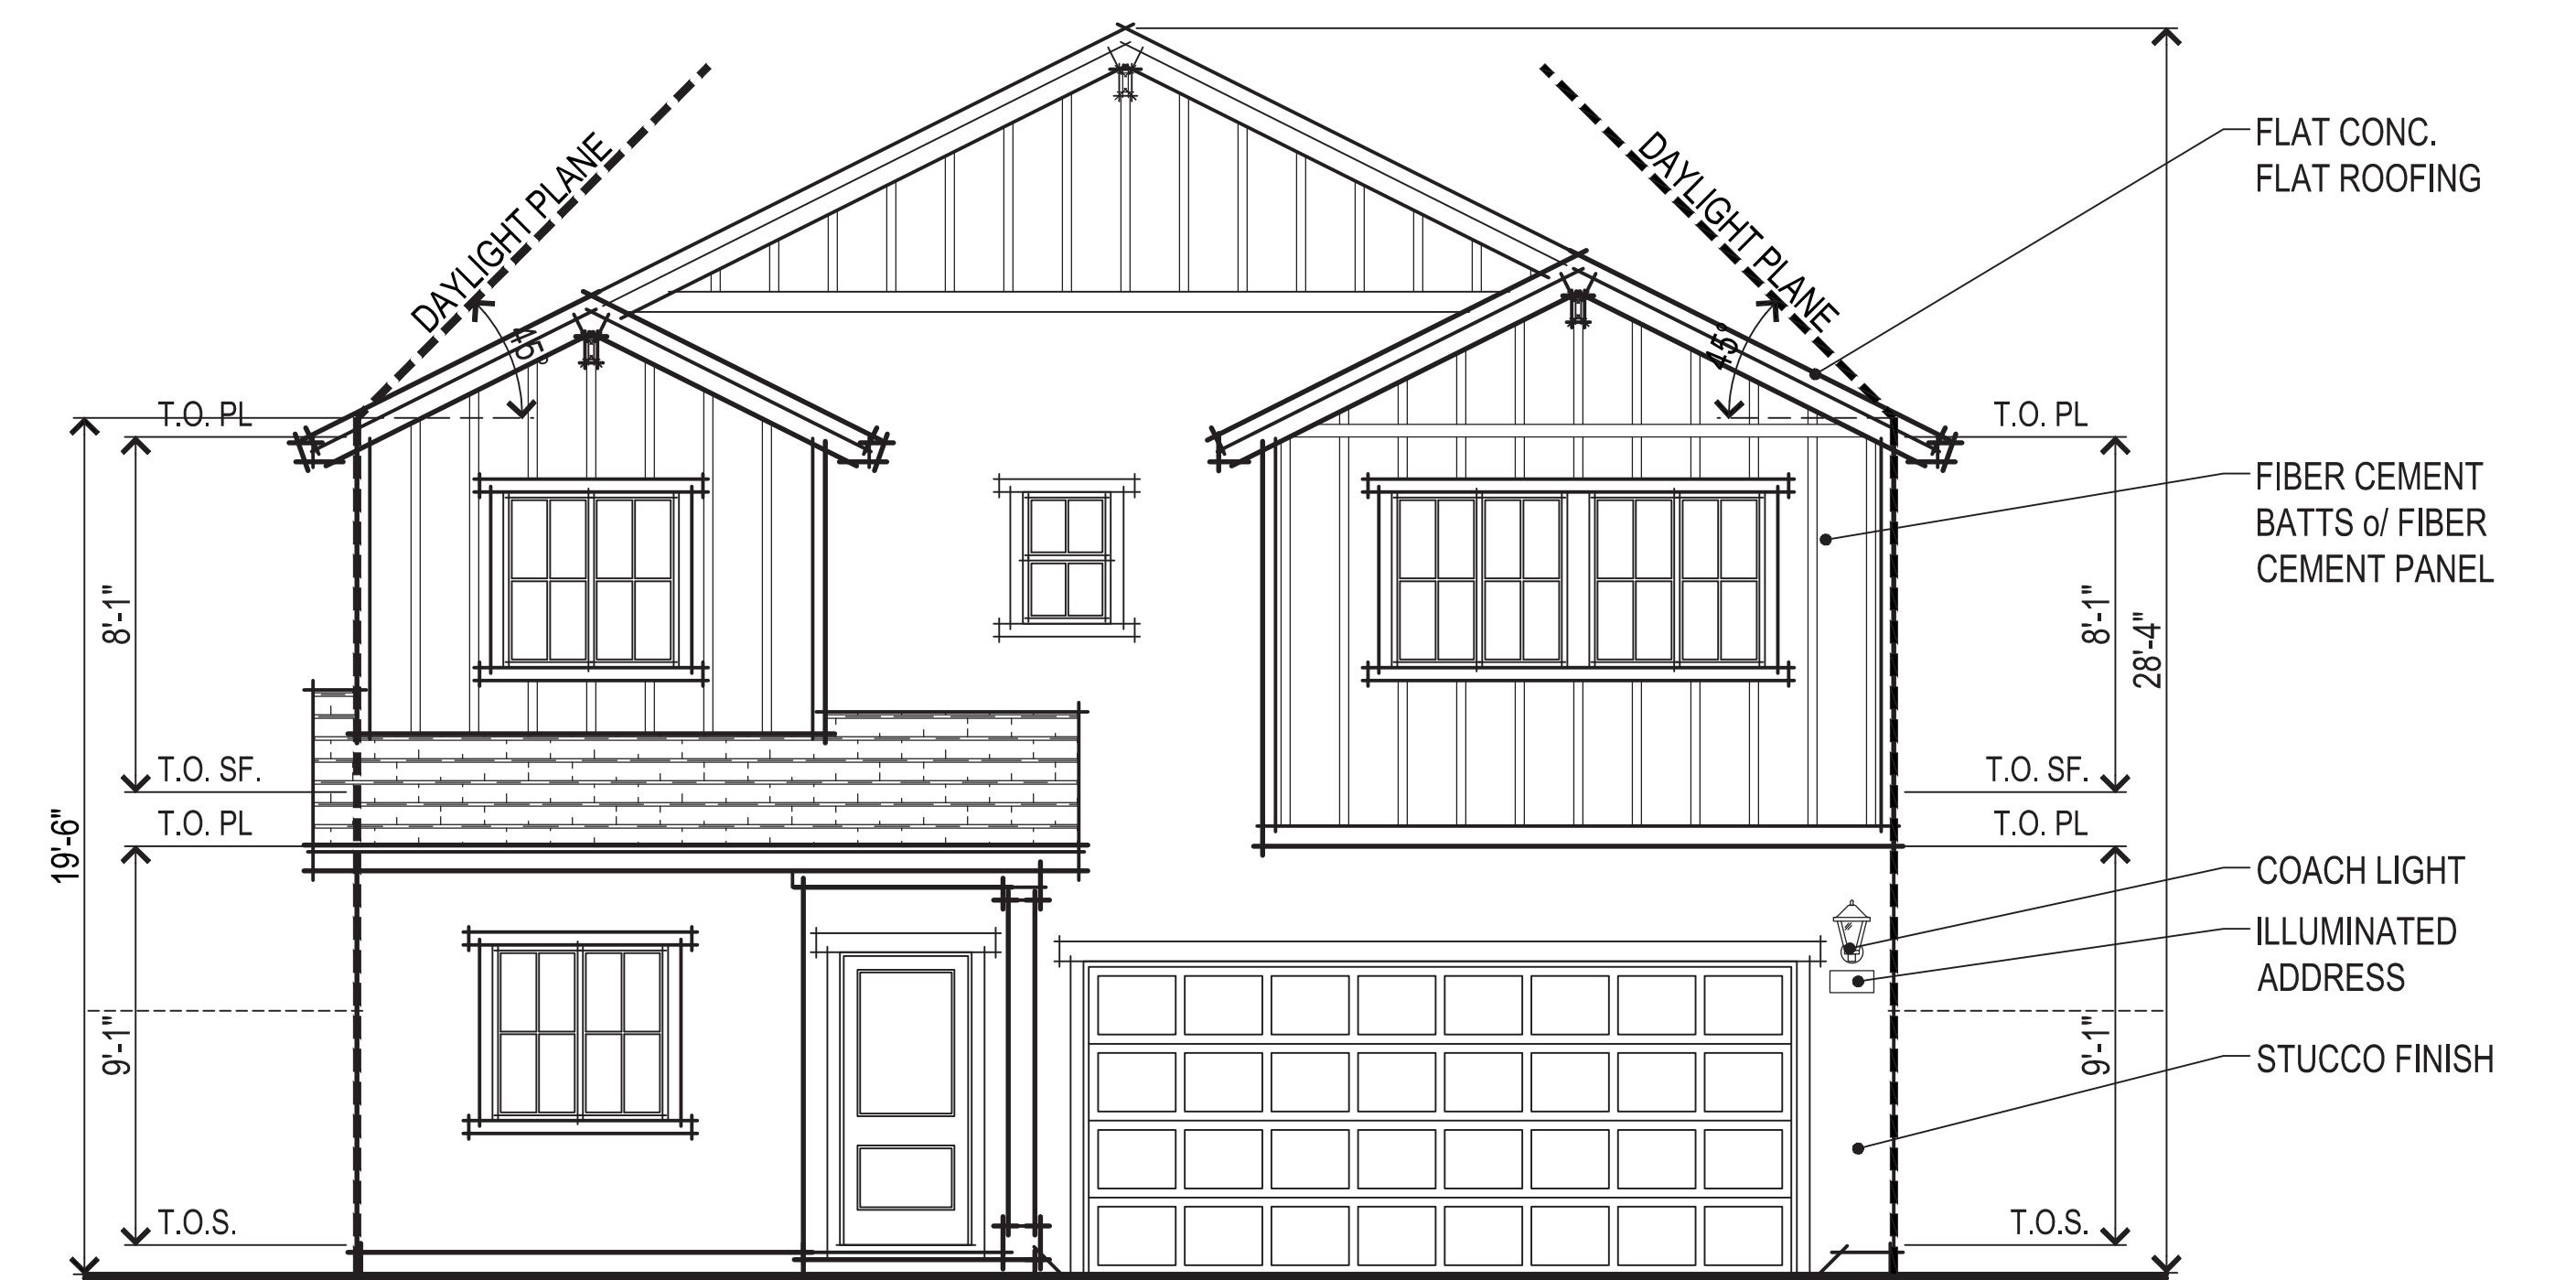 DAYLIGHT PLANE
DAYLIGHT PLANE
FLAT CONC.
FLAT ROOFING
45°
45°
T.O. PL
T.O. PL
FIBER CEMENT
BATTS o/ FIBER
CEMENT PANEL
8'-1"
8'-1"
28'-4"
T.O. SF.
T.O. SF.
T.O. PL
T.O. PL
19'-6"
COACH LIGHT
ILLUMINATED
ADDRESS
9'-1"
9'-1"
STUCCO FINISH
T.O.S.
T.O.S.